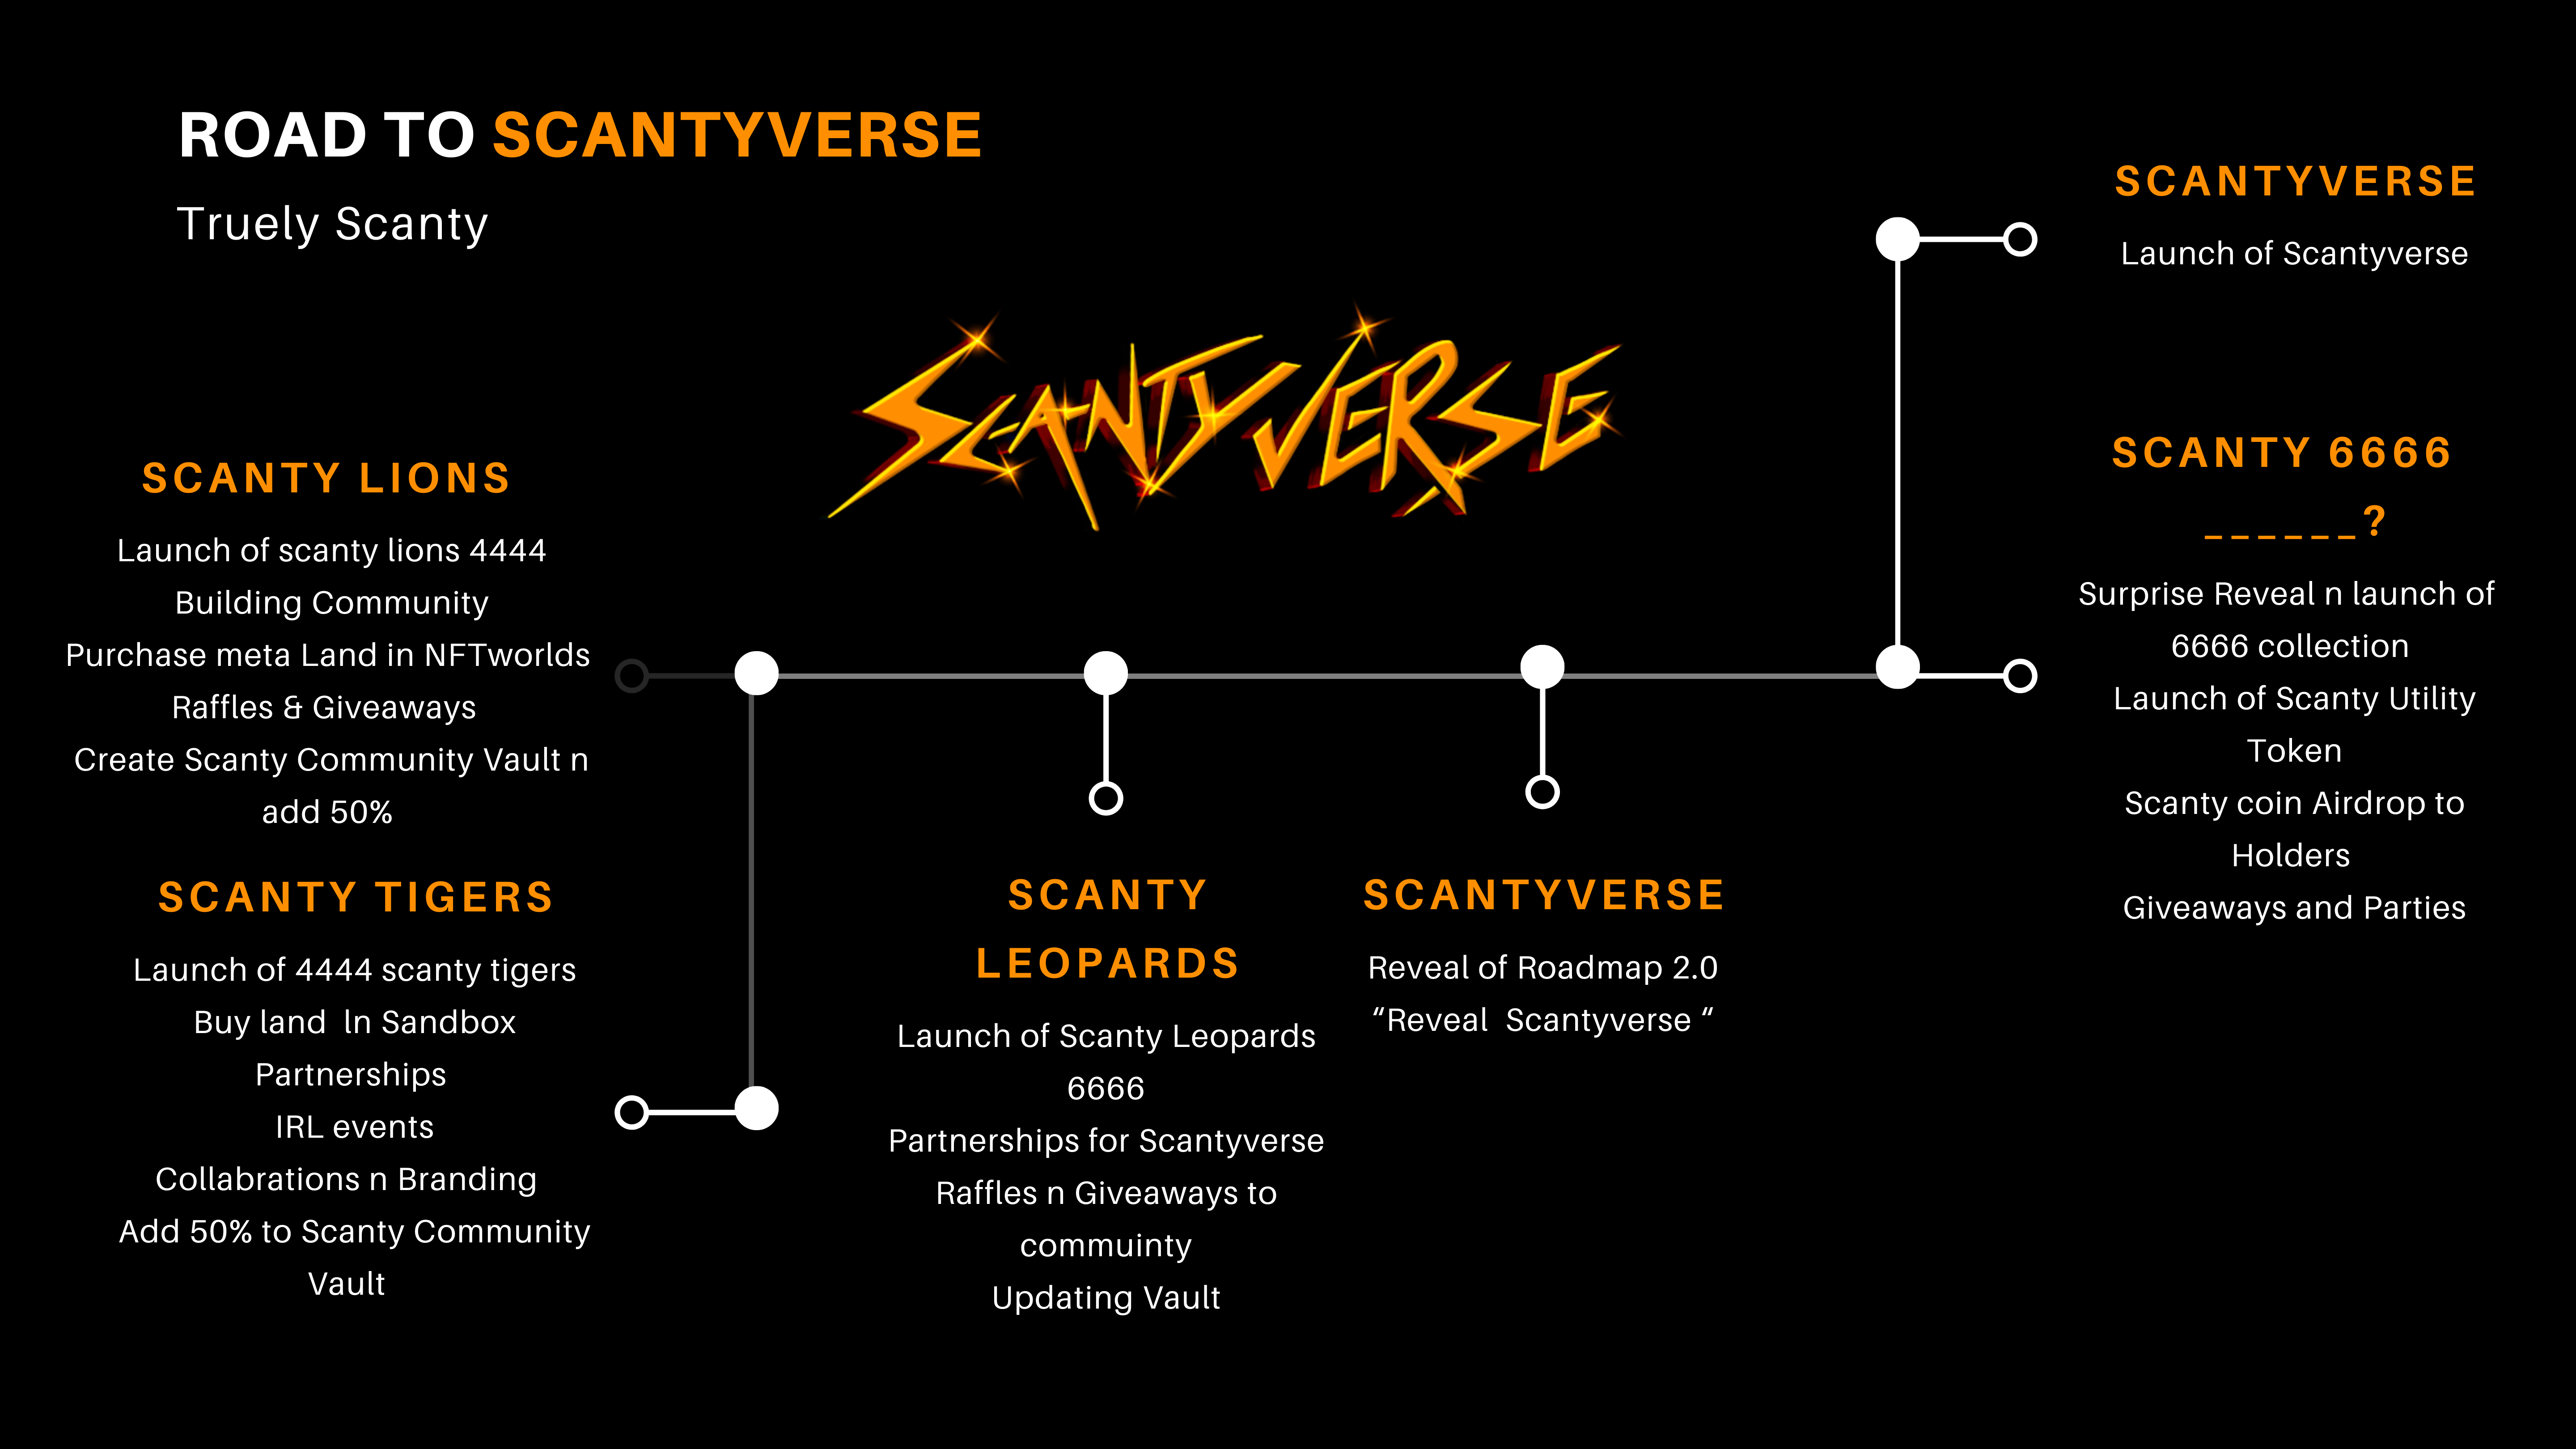 ROAD TO SCANTYVERSE
Truely Scanty
SCANTYVERSE
SCANTY LIONS
Launch of scanty lions 4444
Building Community
Purchase meta Land in NFTworlds
Raffles & Giveaways
Create Scanty Community Vault n
add 50%
SCANTY TIGERS
Launch of 4444 scanty tigers
Buy land  ln Sandbox
Partnerships
IRL events
Collabrations n Branding
Add 50% to Scanty Community
Vault
SCANTY
LEOPARDS
Launch of Scanty Leopards
6666
Partnerships for Scantyverse
Raffles n Giveaways to
commuinty
Updating Vault
SCANTYVERSE
Reveal of Roadmap 2.0
“Reveal  Scantyverse “
SCANTY 6666
______?
Surprise Reveal n launch of
6666 collection
Launch of Scanty Utility
Token
Scanty coin Airdrop to
Holders
Giveaways and Parties
SCANTYVERSE
Launch of Scantyverse